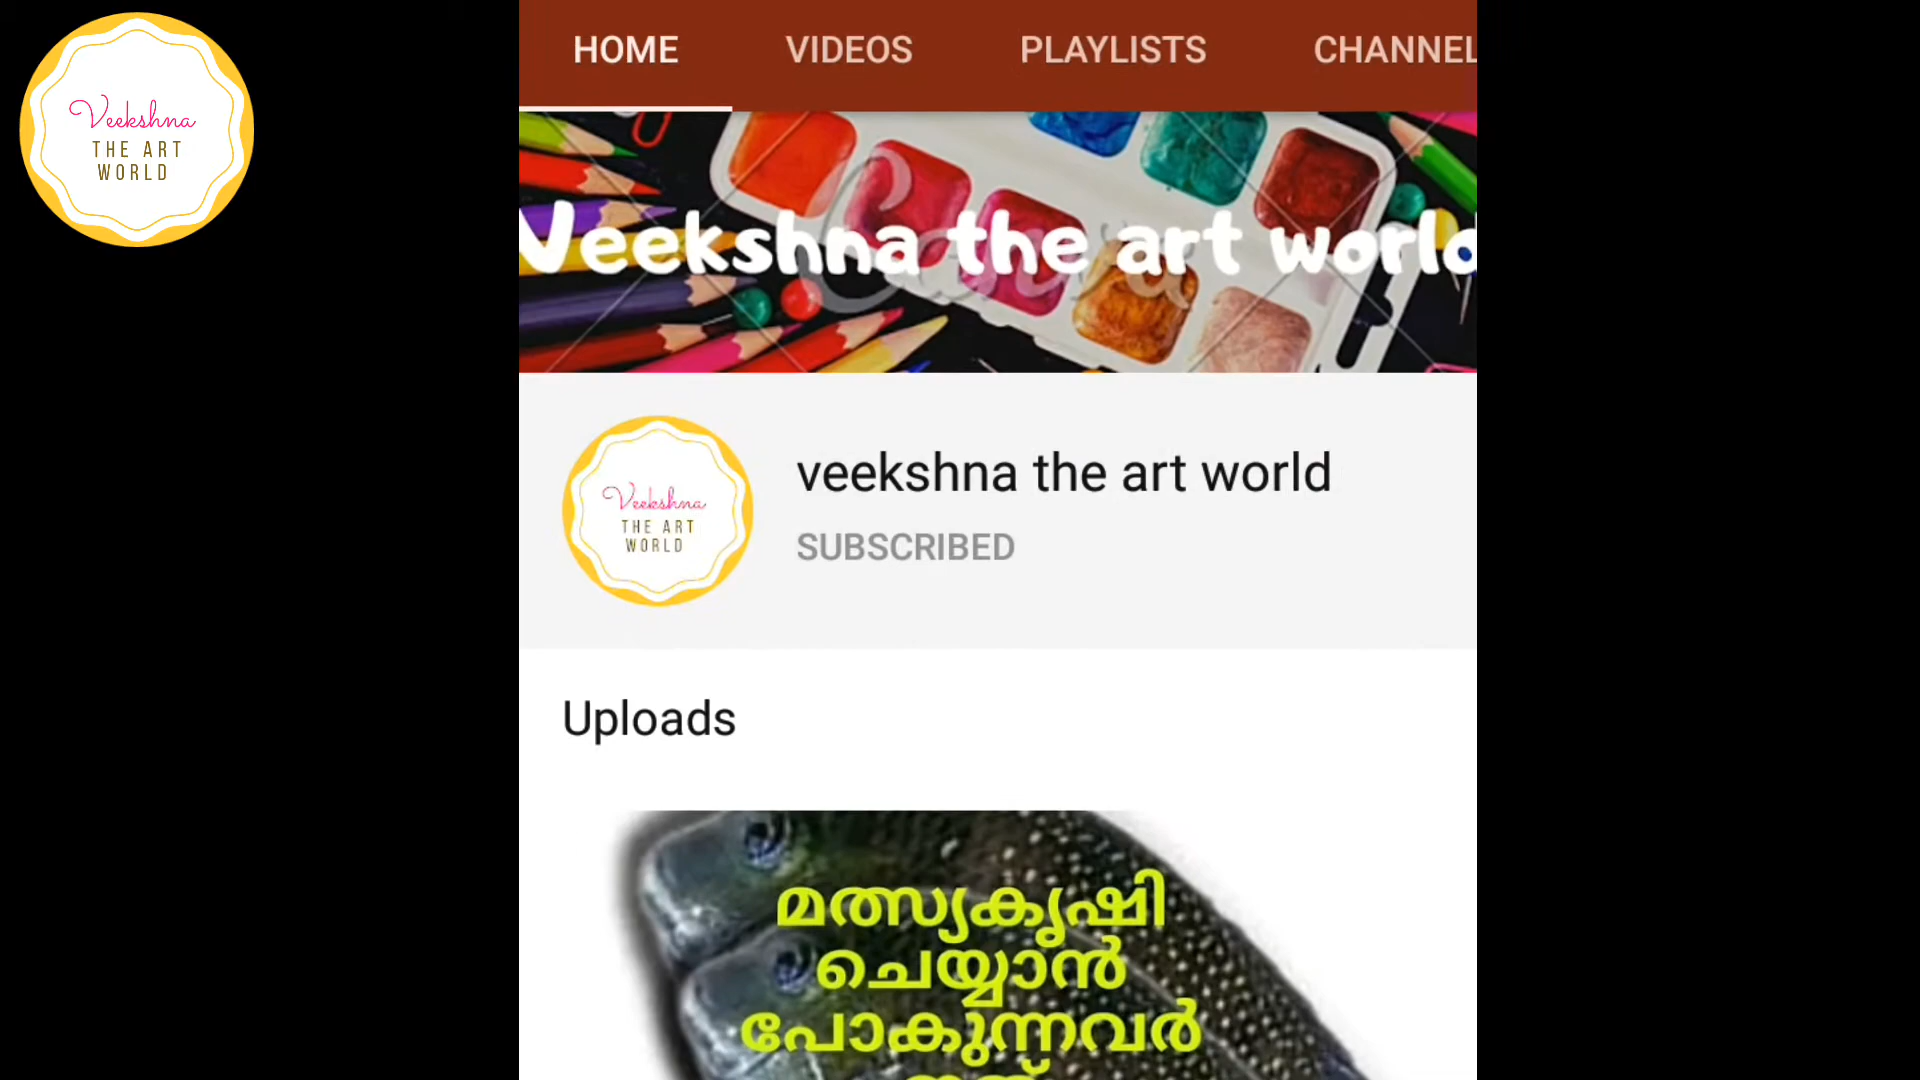 Veekshna
THE ART
WORLD
HOME VIDEOS PLAYLISTS CHANNEL
Veekshna the art world
Canva
veekshna the art world
SUBSCRIBED
Veekshna
THE ART
WORLD
Uploads
മത്സ്യകൃഷി
ചെയ്യാൻ
പോകുന്നവർ